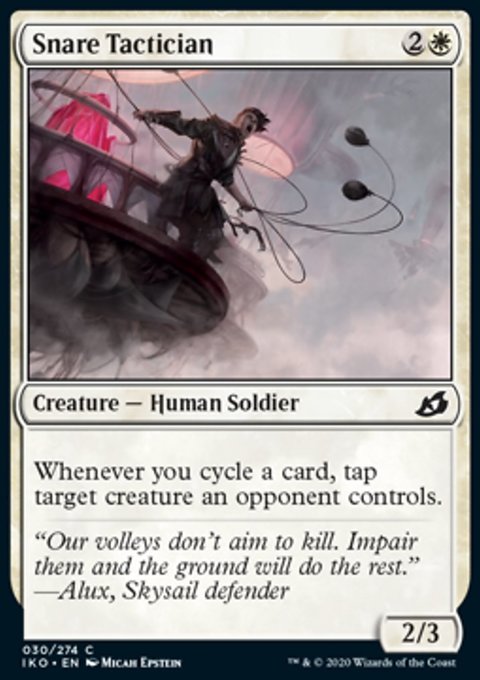 Snare Tactician 2
Creature — Human Soldier
Whenever you cycle a card, tap
target creature an opponent controls.
“Our volleys don’t aim to kill. Impair
them and the ground will do the rest.”
—Alux, Skysail defender
2/3
030/274 C
IKO • EN Micah Epstein
™ & © 2020 Wizards of the Coast